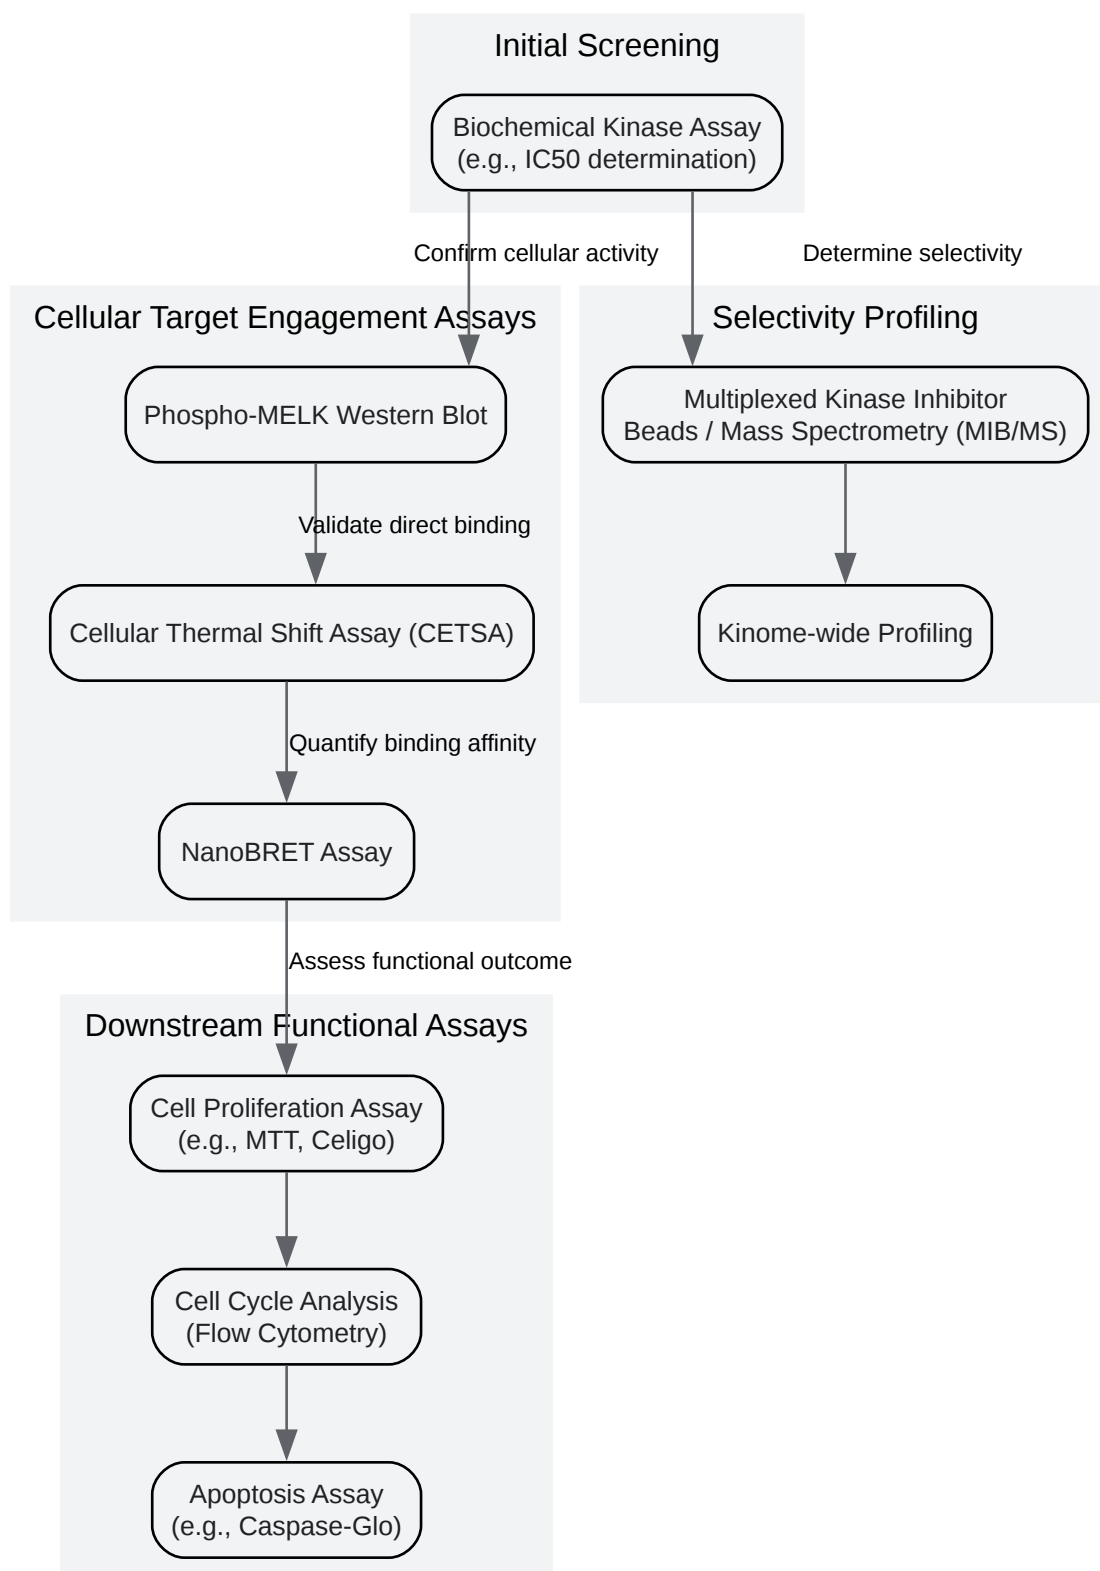 Initial Screening
Biochemical Kinase Assay
(e.g., IC50 determination)
Confirm cellular activity
Determine selectivity
Cellular Target Engagement Assays
Selectivity Profiling
Phospho-MELK Western Blot
Multiplexed Kinase Inhibitor
Beads / Mass Spectrometry (MIB/MS)
Validate direct binding
Cellular Thermal Shift Assay (CETSA)
Kinome-wide Profiling
Quantify binding affinity
NanoBRET Assay
Assess functional outcome
Downstream Functional Assays
Cell Proliferation Assay
(e.g., MTT, Celigo)
Cell Cycle Analysis
(Flow Cytometry)
Apoptosis Assay
(e.g., Caspase-Glo)